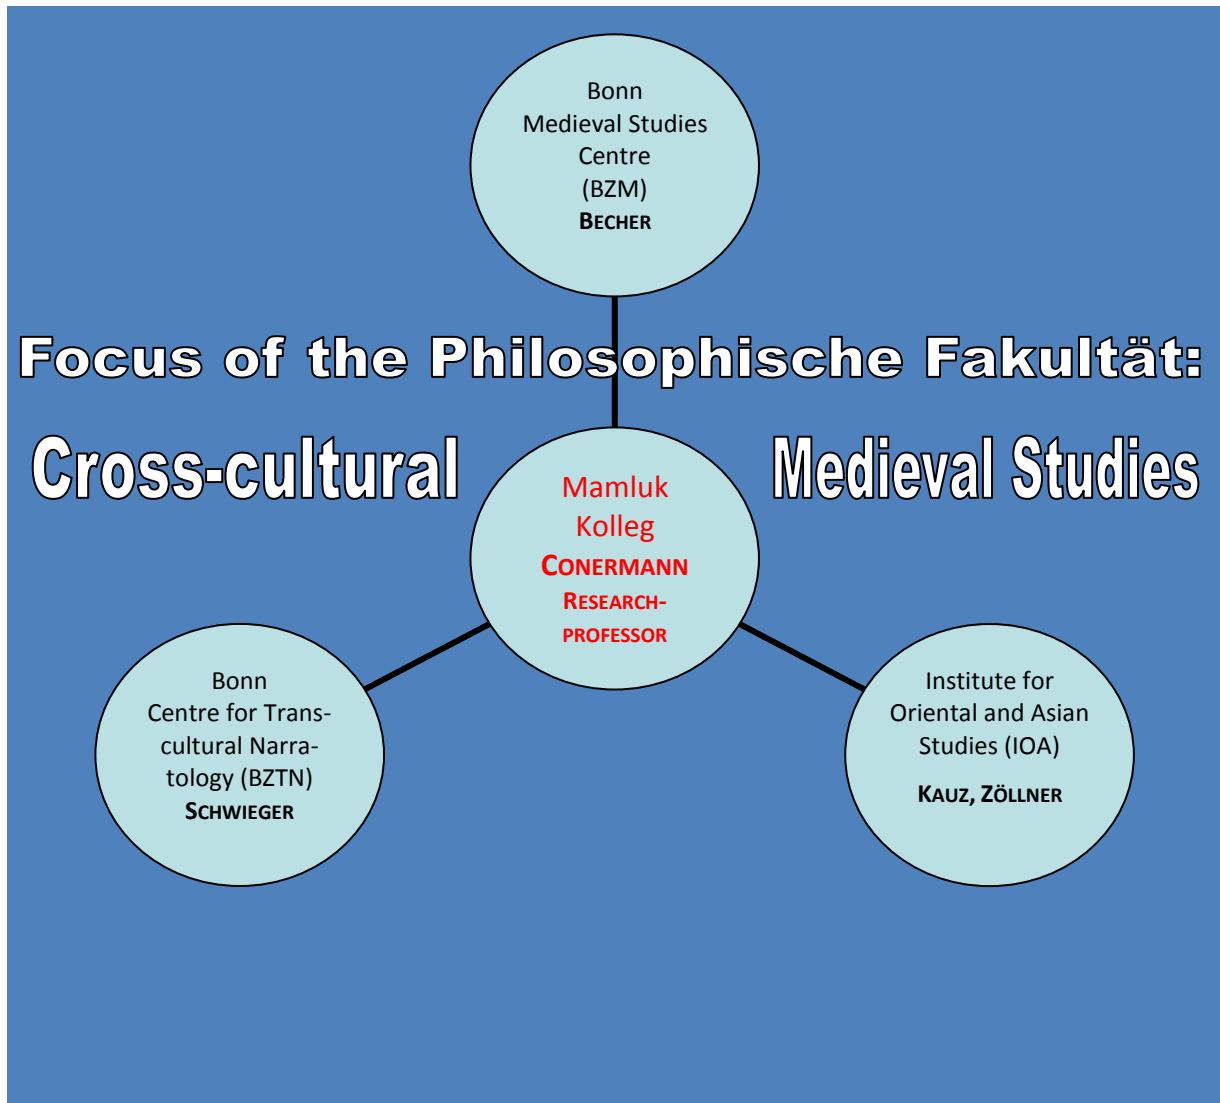 Bonn
Medieval Studies
Centre
(BZM)
BECHER
Focus of the Philosophische Fakultät:
Cross-cultural
Medieval Studies
Mamluk
Kolleg
CONERMANN
RESEARCH-
PROFESSOR
Bonn
Centre for Trans-
cultural Narra-
tology (BZTN)
SCHWIEGER
Institute for
Oriental and Asian
Studies (IOA)
KAUZ, ZÖLLNER